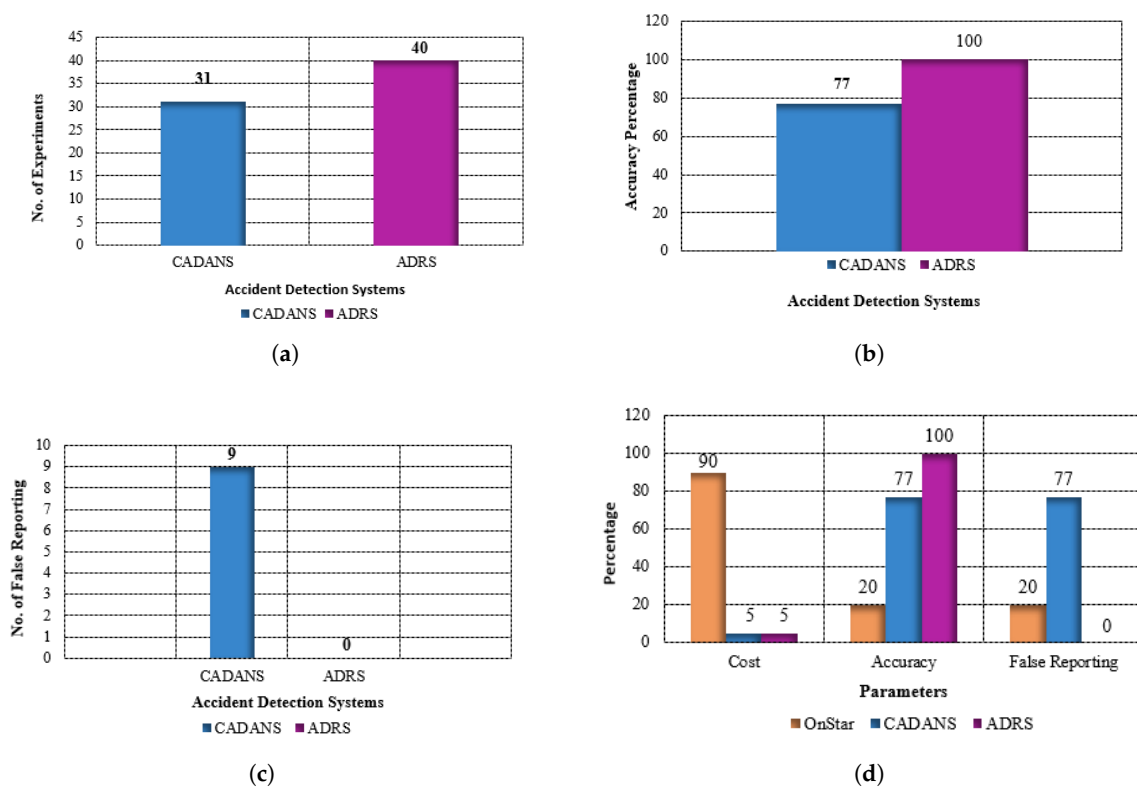 45
40
35
30
25
20
15
10
5
0
No. of Experiments
31
40
CADANS ADRS
Accident Detection Systems
CADANS ADRS
(a)
120
100
80
60
40
20
0
Accuracy Percentage
77
100
CADANS ADRS
Accident Detection Systems
(b)
10
9
8
7
6
5
4
3
2
1
0
No. of False Reporting
9
0
CADANS ADRS
Accident Detection Systems
CADANS ADRS
(c)
120
100
80
60
40
20
0
Percentage
90
5 5
20
77
100
20
77
0
Cost Accuracy False Reporting
Parameters
OnStar CADANS ADRS
(d)